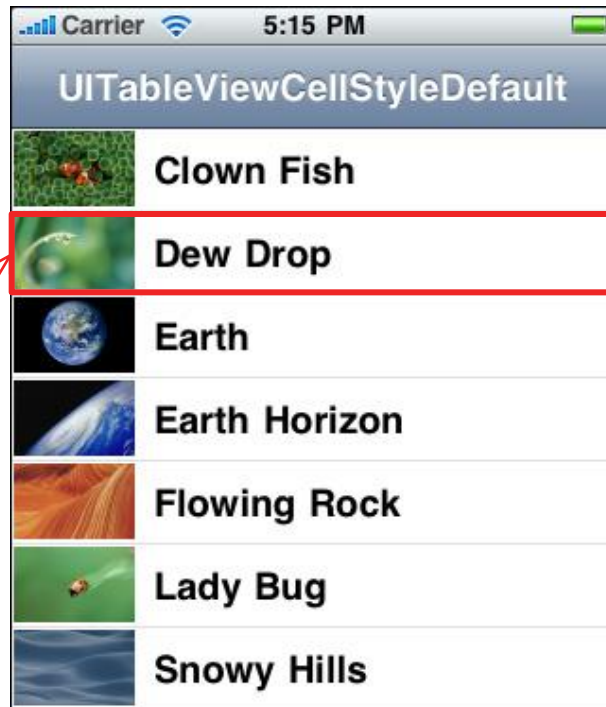 Carrier 5:15 PM
UITableViewCellStyleDefault
Clown Fish
Dew Drop
Earth
Earth Horizon
Flowing Rock
Lady Bug
Snowy Hills